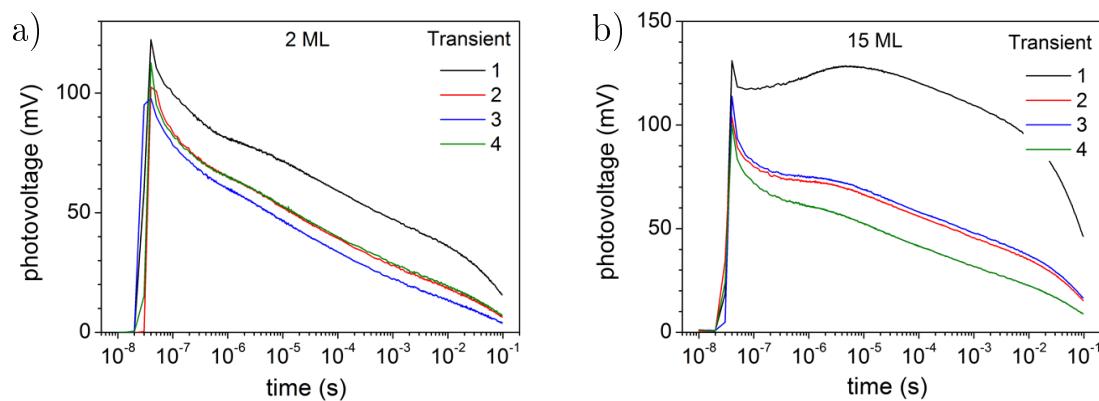 a)
2 ML
Transient
1
2
3
4
photovoltage (mV)
100
50
0
10⁻⁸ 10⁻⁷ 10⁻⁶ 10⁻⁵ 10⁻⁴ 10⁻³ 10⁻² 10⁻¹
time (s)
b)
15 ML
Transient
1
2
3
4
photovoltage (mV)
150
100
50
0
10⁻⁸ 10⁻⁷ 10⁻⁶ 10⁻⁵ 10⁻⁴ 10⁻³ 10⁻² 10⁻¹
time (s)